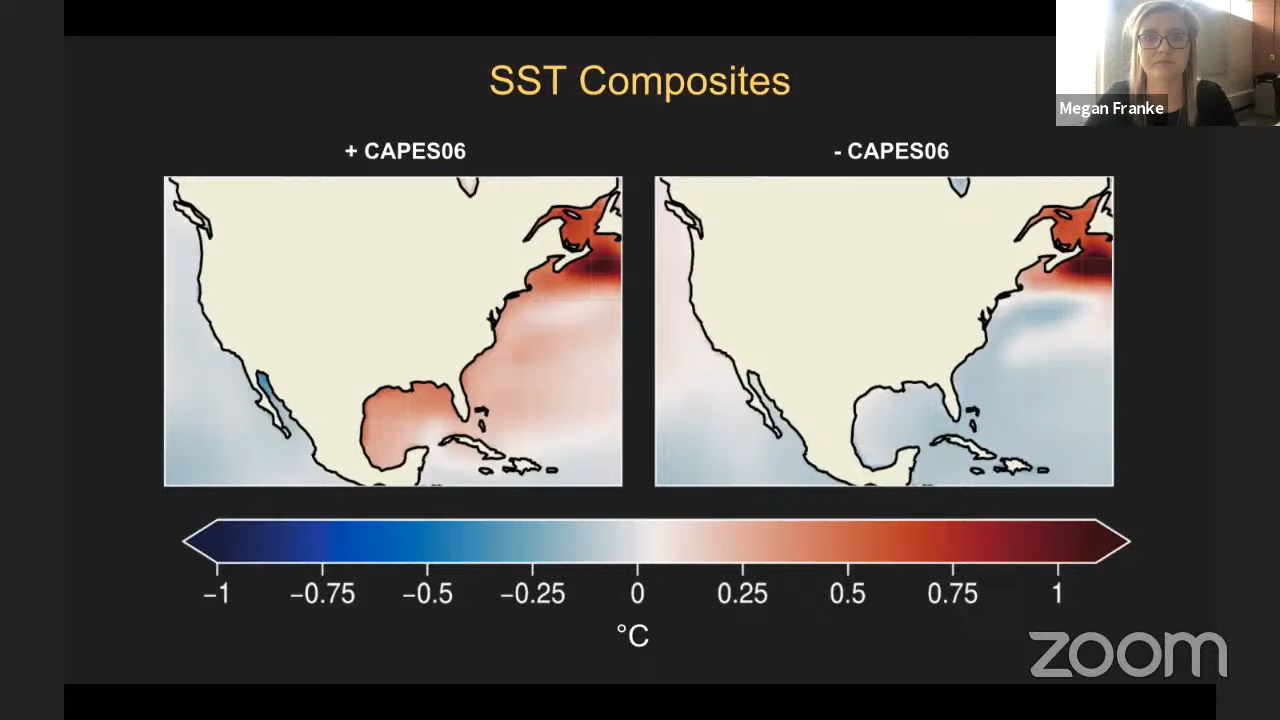 SST Composites
Megan Franke
+ CAPES06
- CAPES06
−1 −0.75 −0.5 −0.25 0 0.25 0.5 0.75 1
°C
zoom